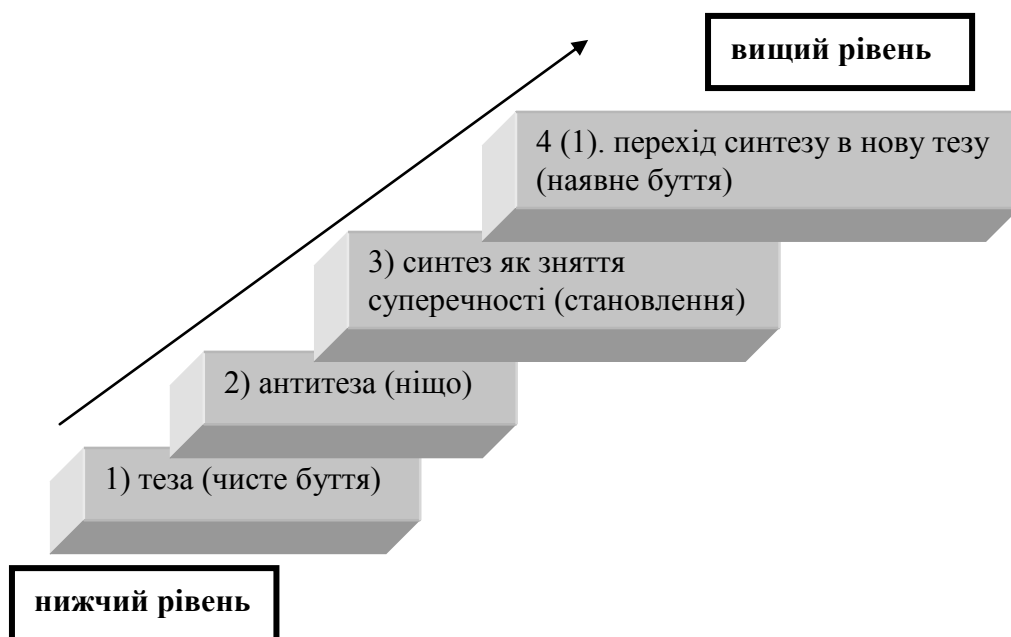 вищий рівень
4 (1). перехід синтезу в нову тезу
(наявне буття)
3) синтез як зняття
суперечності (становлення)
2) антитеза (ніщо)
1) теза (чисте буття)
нижчий рівень